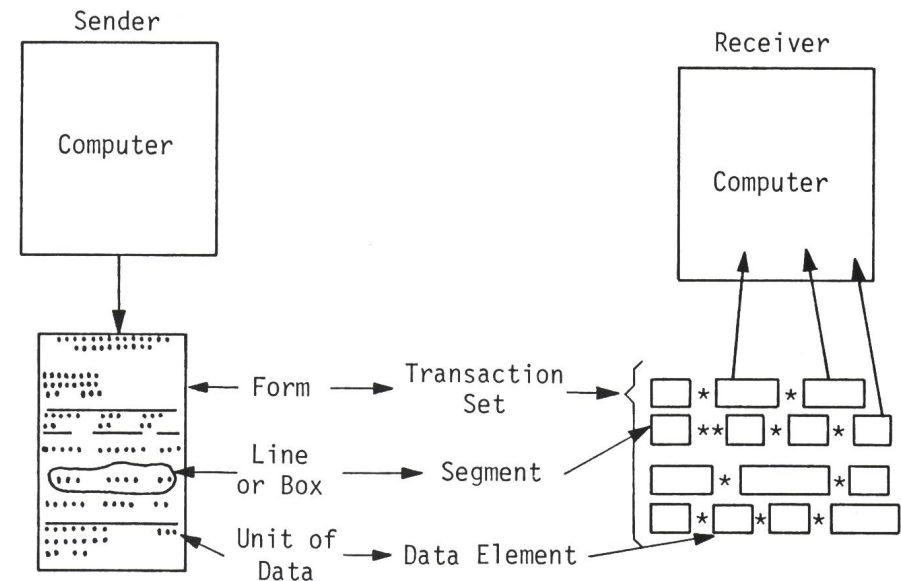 Sender
Receiver
Computer
Computer
Form
Transaction
Set
* *
** * *
Line
or Box
Segment
* *
Unit of
Data
Data Element
* * *